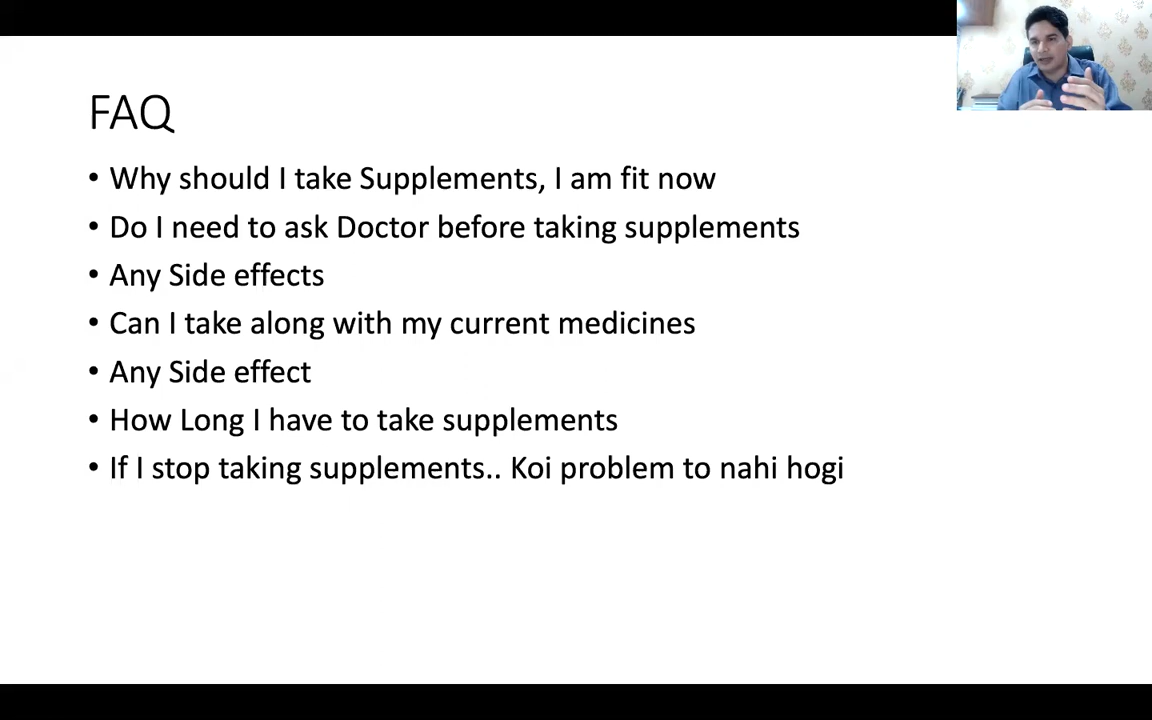 FAQ
• Why should I take Supplements, I am fit now
• Do I need to ask Doctor before taking supplements
• Any Side effects
• Can I take along with my current medicines
• Any Side effect
• How Long I have to take supplements
• If I stop taking supplements.. Koi problem to nahi hogi